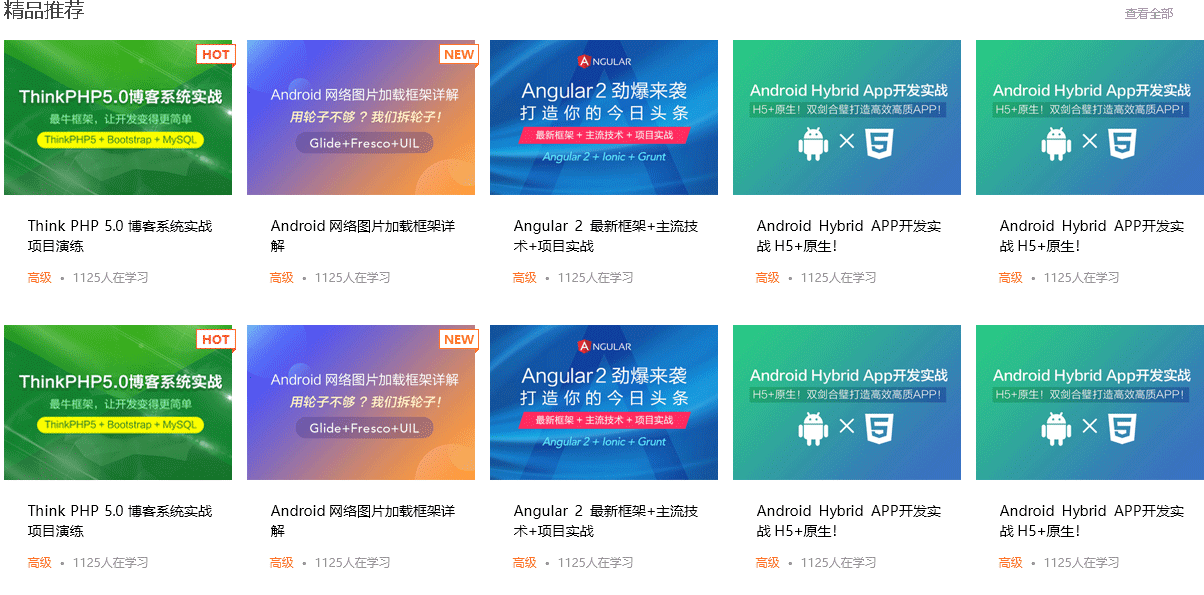 精品推荐
查看全部
HOT
ThinkPHP5.0博客系统实战
最牛框架，让开发变得更简单
ThinkPHP5 + Bootstrap + MySQL
NEW
Android 网络图片加载框架详解
用轮子不够？我们拆轮子！
Glide+Fresco+UIL
ANGULAR
Angular2 劲爆来袭
打造你的今日头条
最新框架 + 主流技术 + 项目实战
Angular 2 + Ionic + Grunt
Android Hybrid App开发实战
H5+原生！双剑合璧打造高效高质APP！
Android Hybrid App开发实战
H5+原生！双剑合璧打造高效高质APP！
Think PHP 5.0 博客系统实战
项目演练
高级 • 1125人在学习
Android 网络图片加载框架详
解
高级 • 1125人在学习
Angular 2 最新框架+主流技
术+项目实战
高级 • 1125人在学习
Android Hybrid APP开发实
战 H5+原生！
高级 • 1125人在学习
Android Hybrid APP开发实
战 H5+原生！
高级 • 1125人在学习
HOT
ThinkPHP5.0博客系统实战
最牛框架，让开发变得更简单
ThinkPHP5 + Bootstrap + MySQL
NEW
Android 网络图片加载框架详解
用轮子不够？我们拆轮子！
Glide+Fresco+UIL
ANGULAR
Angular2 劲爆来袭
打造你的今日头条
最新框架 + 主流技术 + 项目实战
Angular 2 + Ionic + Grunt
Android Hybrid App开发实战
H5+原生！双剑合璧打造高效高质APP！
Android Hybrid App开发实战
H5+原生！双剑合璧打造高效高质APP！
Think PHP 5.0 博客系统实战
项目演练
高级 • 1125人在学习
Android 网络图片加载框架详
解
高级 • 1125人在学习
Angular 2 最新框架+主流技
术+项目实战
高级 • 1125人在学习
Android Hybrid APP开发实
战 H5+原生！
高级 • 1125人在学习
Android Hybrid APP开发实
战 H5+原生！
高级 • 1125人在学习